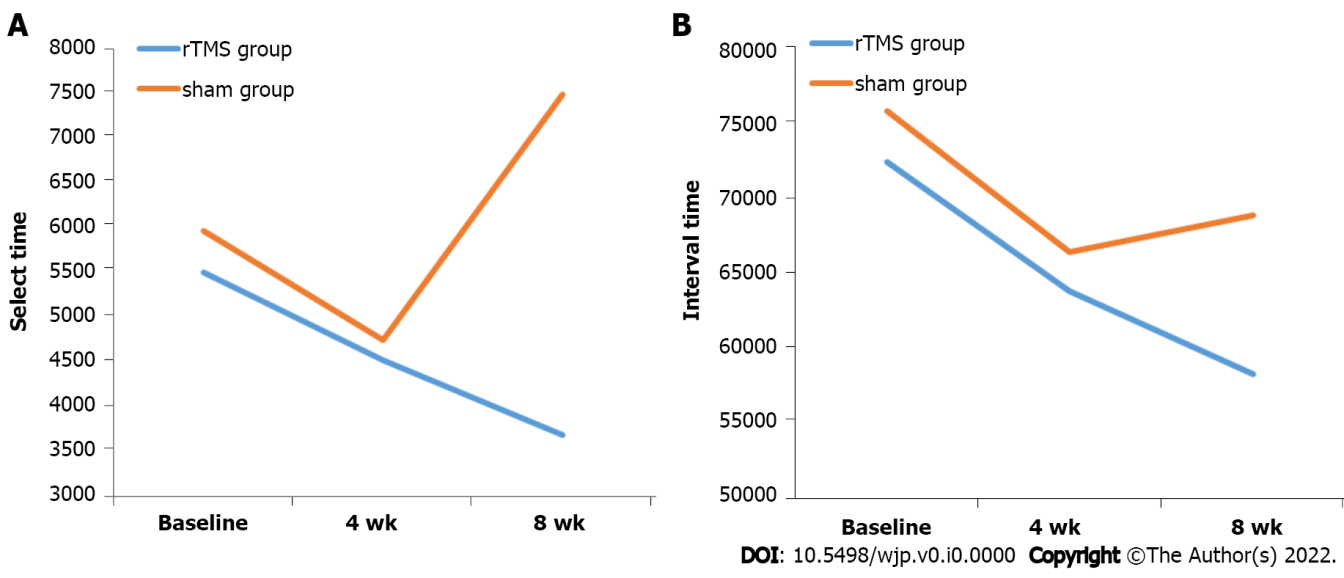 A
8000
7500
7000
6500
6000
5500
5000
4500
4000
3500
3000
Select time
rTMS group
sham group
Baseline 4 wk 8 wk
B
80000
75000
70000
65000
60000
55000
50000
Interval time
rTMS group
sham group
Baseline 4 wk 8 wk
DOI: 10.5498/wjp.v0.i0.0000 Copyright ©The Author(s) 2022.